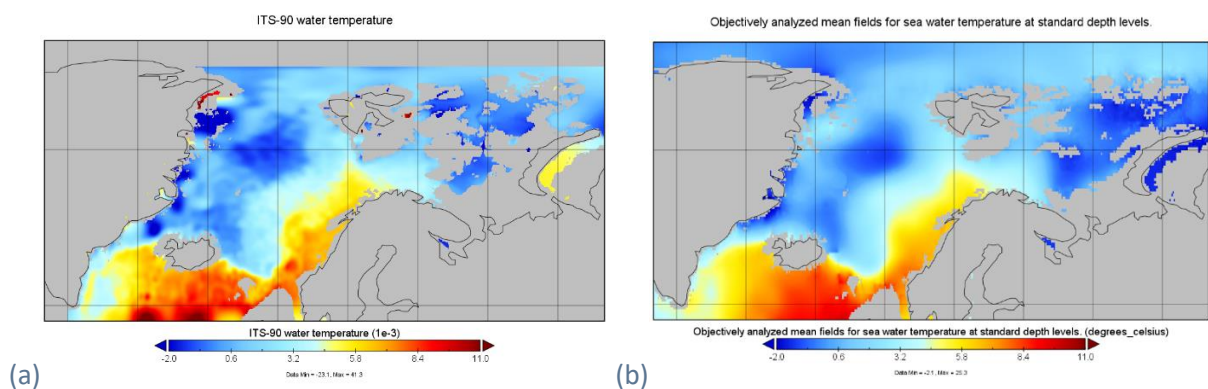 ITS-90 water temperature
ITS-90 water temperature (1e-3)
-2.0 0.6 3.2 5.8 8.4 11.0
Data Min = -23.1, Max = 41.3
(a)
Objectively analyzed mean fields for sea water temperature at standard depth levels.
Objectively analyzed mean fields for sea water temperature at standard depth levels. (degrees_celsius)
-2.0 0.6 3.2 5.8 8.4 11.0
Data Min = -2.1, Max = 25.3
(b)